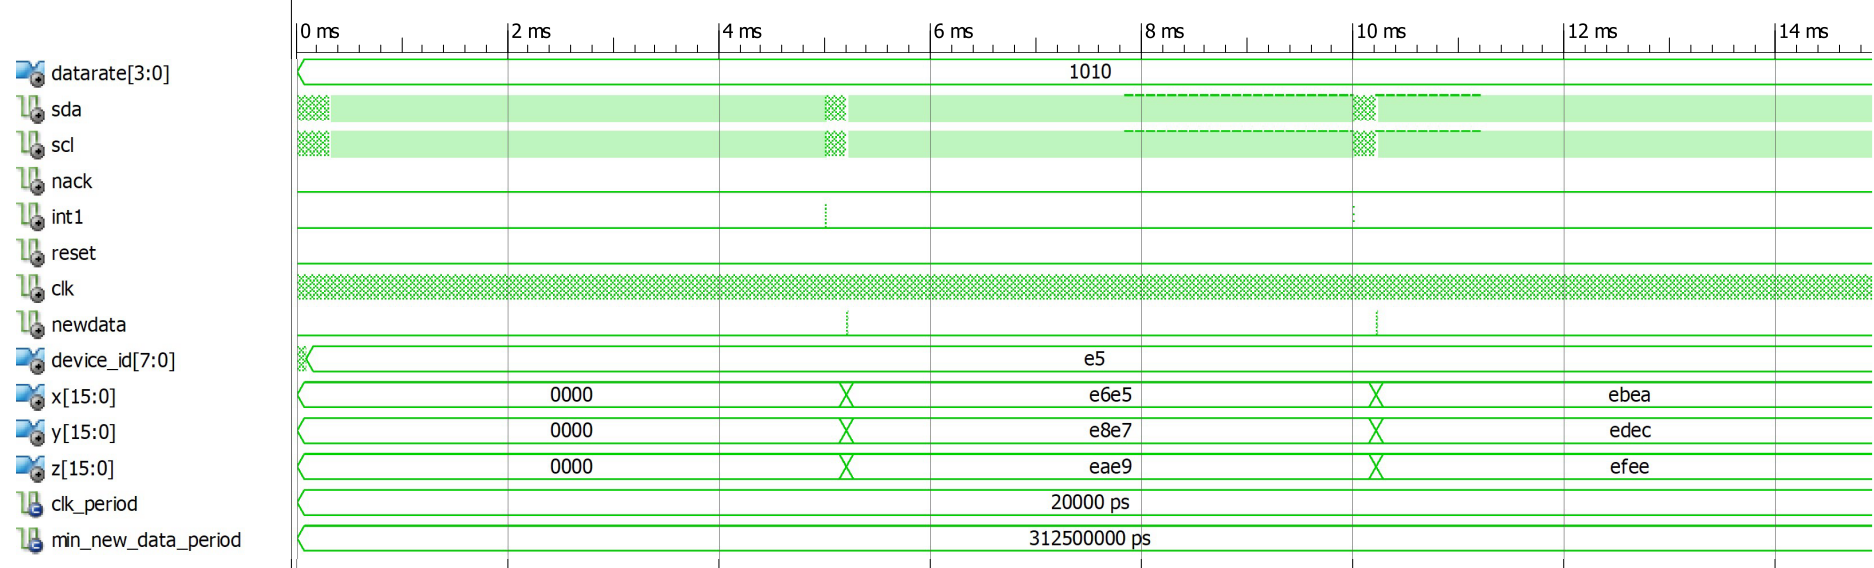 0 ms 2 ms 4 ms 6 ms 8 ms 10 ms 12 ms 14 ms
datarate[3:0] 1010
sda
scl
nack
int1
reset
clk
newdata
device_id[7:0] e5
x[15:0] 0000 e6e5 ebea
y[15:0] 0000 e8e7 edec
z[15:0] 0000 eae9 efee
clk_period 20000 ps
min_new_data_period 312500000 ps